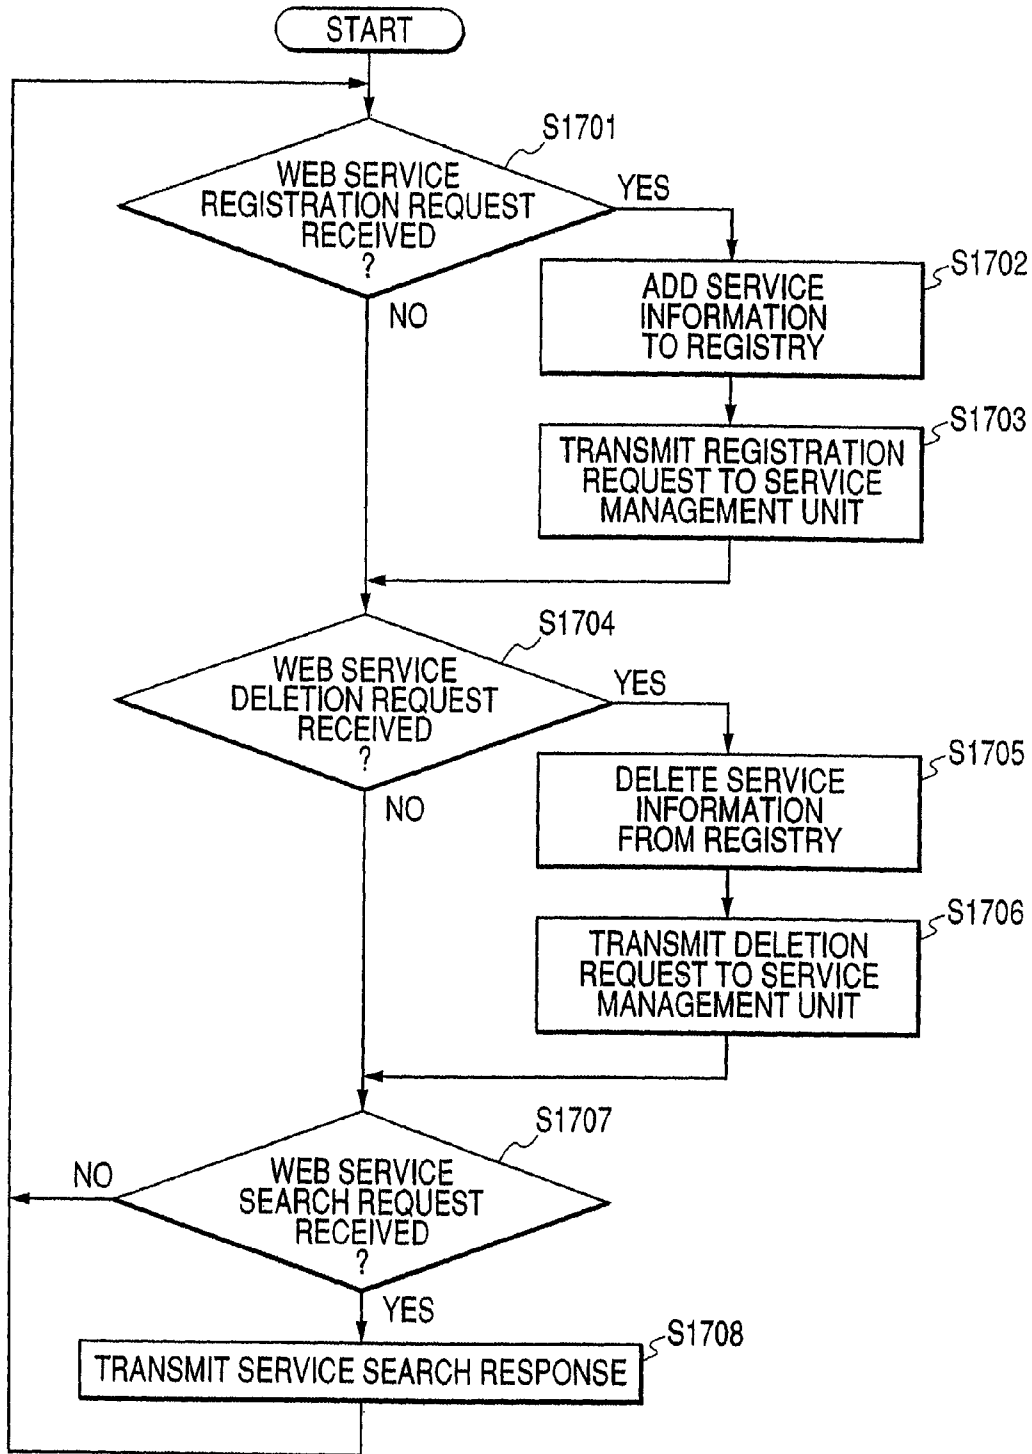 START
S1701
WEB SERVICE
REGISTRATION REQUEST
RECEIVED
?
YES
NO
S1702
ADD SERVICE
INFORMATION
TO REGISTRY
S1703
TRANSMIT REGISTRATION
REQUEST TO SERVICE
MANAGEMENT UNIT
S1704
WEB SERVICE
DELETION REQUEST
RECEIVED
?
YES
NO
S1705
DELETE SERVICE
INFORMATION
FROM REGISTRY
S1706
TRANSMIT DELETION
REQUEST TO SERVICE
MANAGEMENT UNIT
S1707
NO
WEB SERVICE
SEARCH REQUEST
RECEIVED
?
YES
S1708
TRANSMIT SERVICE SEARCH RESPONSE